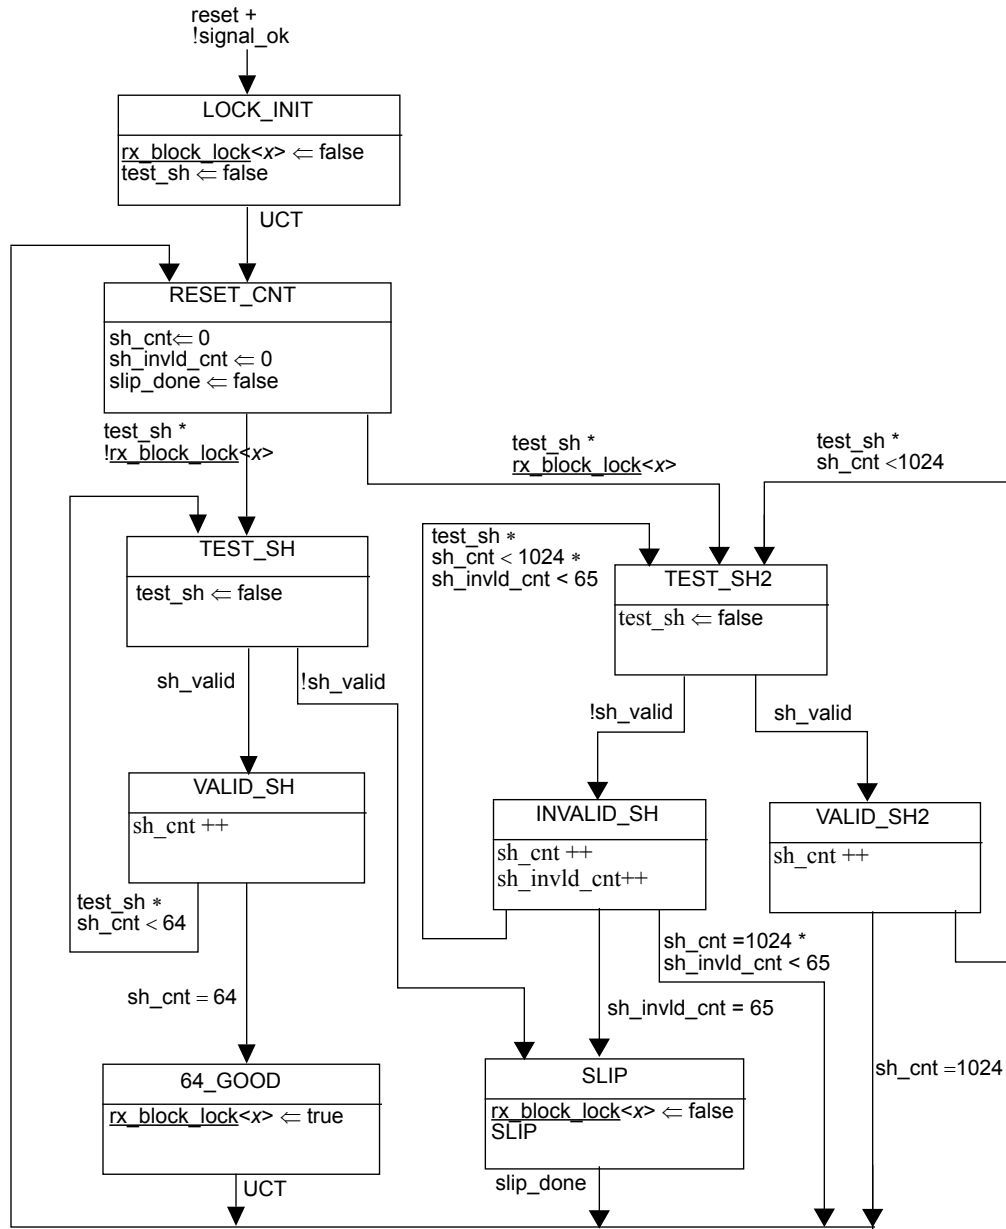 reset +
!signal_ok
LOCK_INIT
rx_block_lock<x> ⇐ false
test_sh ⇐ false
UCT
RESET_CNT
sh_cnt⇐ 0
sh_invld_cnt ⇐ 0
slip_done ⇐ false
test_sh *
!rx_block_lock<x>
test_sh *
rx_block_lock<x>
test_sh *
sh_cnt <1024
TEST_SH
test_sh ⇐ false
test_sh *
sh_cnt < 1024 *
sh_invld_cnt < 65
TEST_SH2
test_sh ⇐ false
sh_valid
!sh_valid
!sh_valid
sh_valid
VALID_SH
sh_cnt ++
INVALID_SH
sh_cnt ++
sh_invld_cnt++
VALID_SH2
sh_cnt ++
test_sh *
sh_cnt < 64
sh_cnt =1024 *
sh_invld_cnt < 65
sh_cnt = 64
sh_invld_cnt = 65
sh_cnt =1024
64_GOOD
rx_block_lock<x> ⇐ true
SLIP
rx_block_lock<x> ⇐ false
SLIP
UCT
slip_done